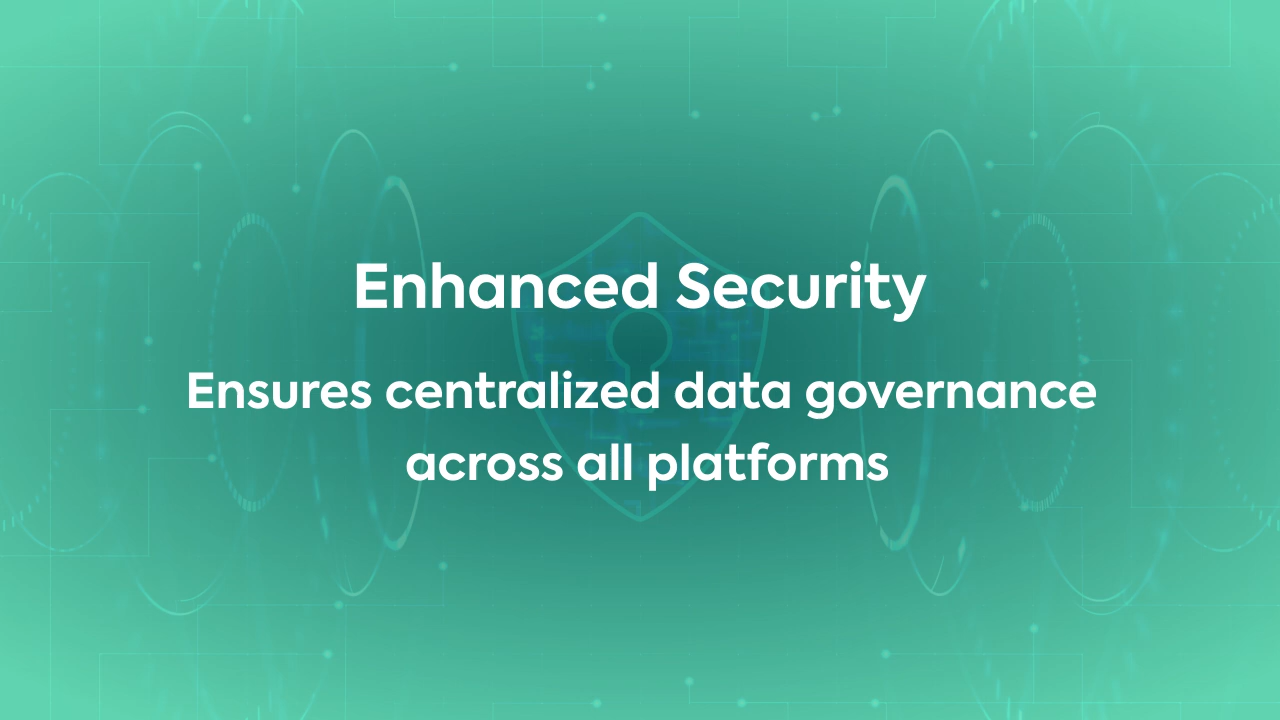 Enhanced Security
Ensures centralized data governance
across all platforms